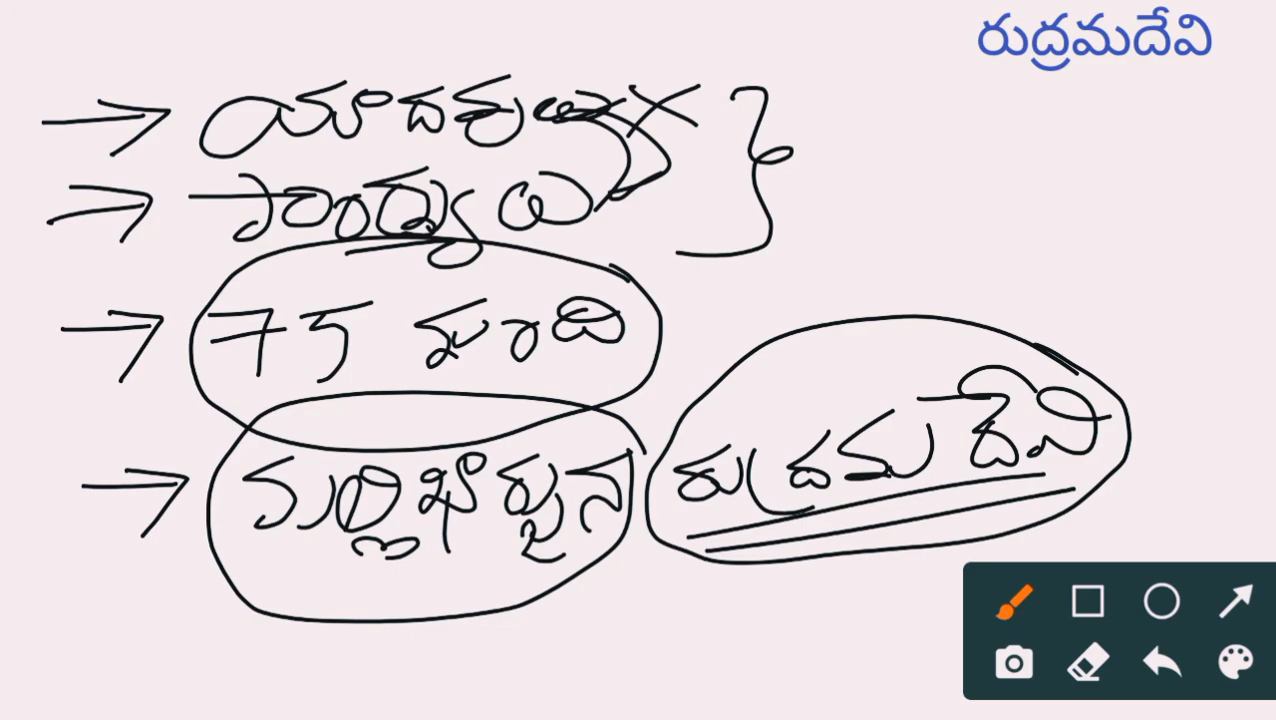 రుద్రమదేవి
→ యాదవుల
→
→ 75 మంది
→ మల్లిఖార్జున రుద్రమదేవి